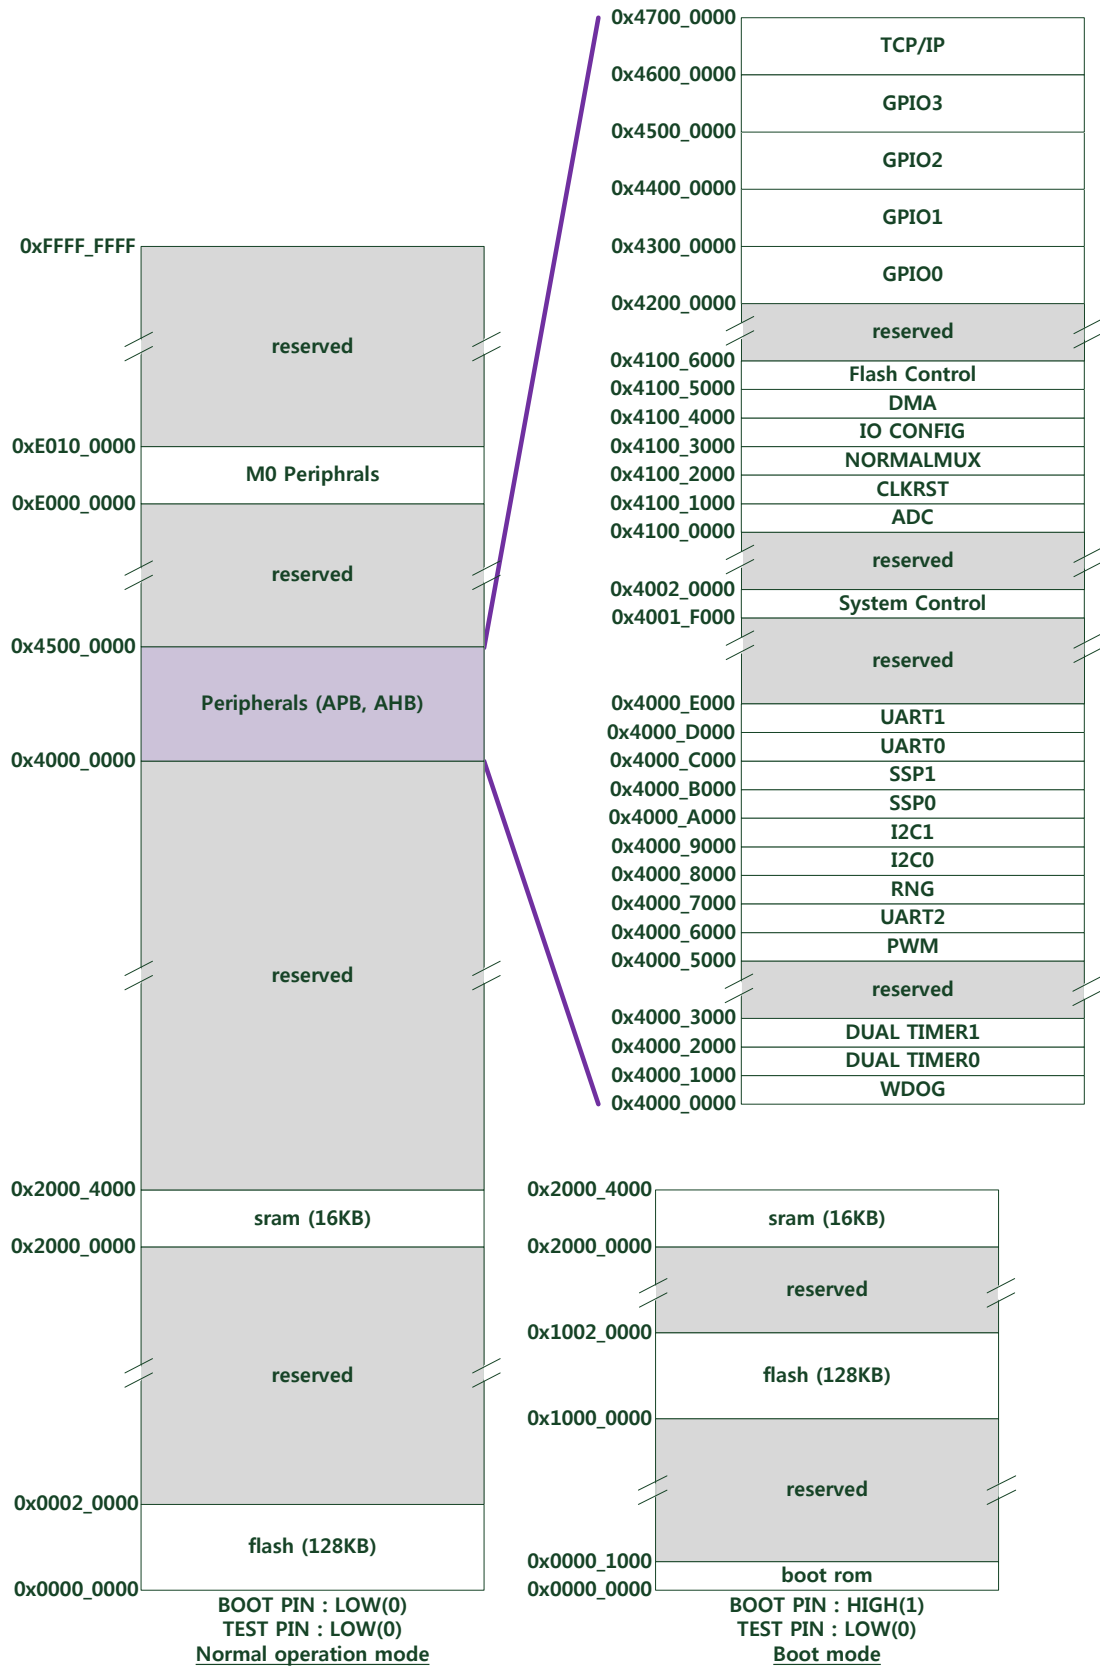 0x4700_0000
TCP/IP
0x4600_0000
GPIO3
0x4500_0000
GPIO2
0x4400_0000
GPIO1
0x4300_0000
GPIO0
0x4200_0000
reserved
0x4100_6000
Flash Control
0x4100_5000
DMA
0x4100_4000
IO CONFIG
0x4100_3000
NORMALMUX
0x4100_2000
CLKRST
0x4100_1000
ADC
0x4100_0000
reserved
0x4002_0000
System Control
0x4001_F000
reserved
0x4000_E000
UART1
0x4000_D000
UART0
0x4000_C000
SSP1
0x4000_B000
SSP0
0x4000_A000
I2C1
0x4000_9000
I2C0
0x4000_8000
RNG
0x4000_7000
UART2
0x4000_6000
PWM
0x4000_5000
reserved
0x4000_3000
DUAL TIMER1
0x4000_2000
DUAL TIMER0
0x4000_1000
WDOG
0x4000_0000
0xFFFF_FFFF
reserved
0xE010_0000
M0 Periphrals
0xE000_0000
reserved
0x4500_0000
Peripherals (APB, AHB)
0x4000_0000
reserved
0x2000_4000
sram (16KB)
0x2000_0000
reserved
0x0002_0000
flash (128KB)
0x0000_0000
BOOT PIN : LOW(0)
TEST PIN : LOW(0)
Normal operation mode
0x2000_4000
sram (16KB)
0x2000_0000
reserved
0x1002_0000
flash (128KB)
0x1000_0000
reserved
0x0000_1000
boot rom
0x0000_0000
BOOT PIN : HIGH(1)
TEST PIN : LOW(0)
Boot mode